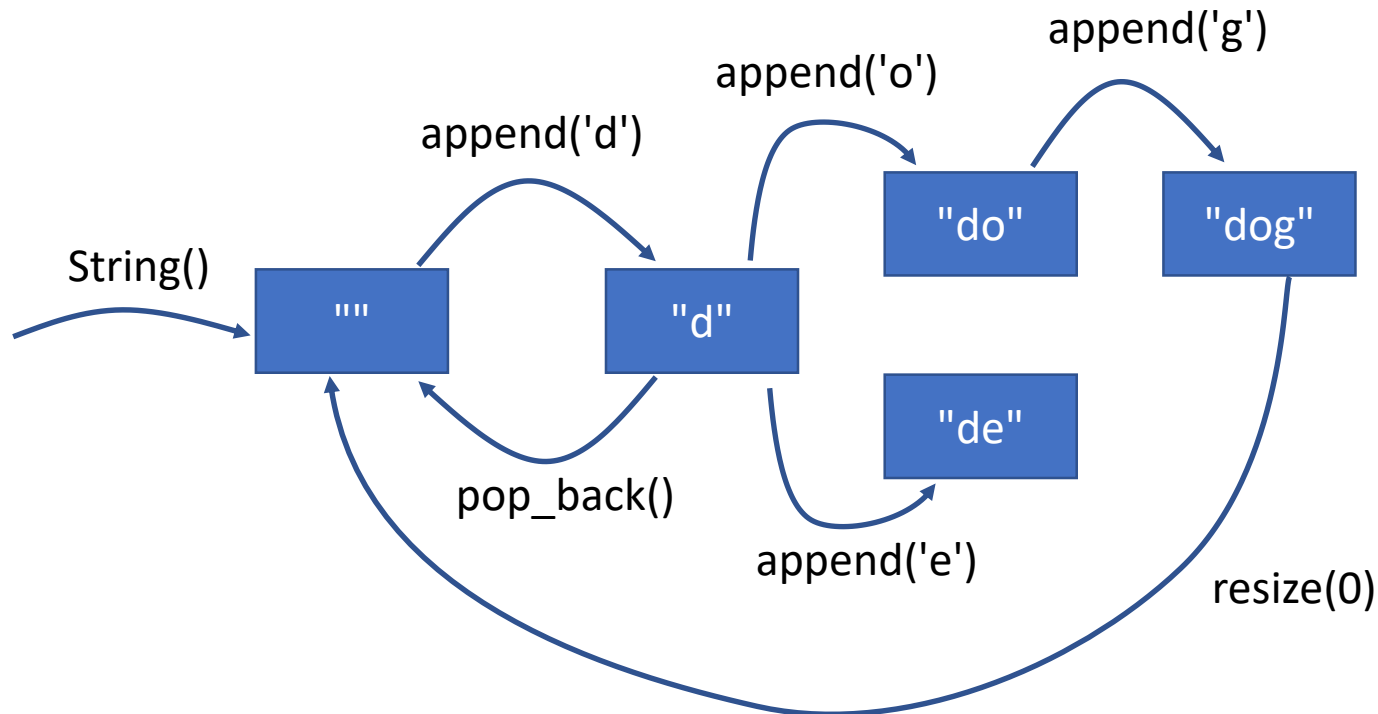 append('g')
append('o')
append('d')
"do"
"dog"
String()
""
"d"
"de"
pop_back()
append('e')
resize(0)